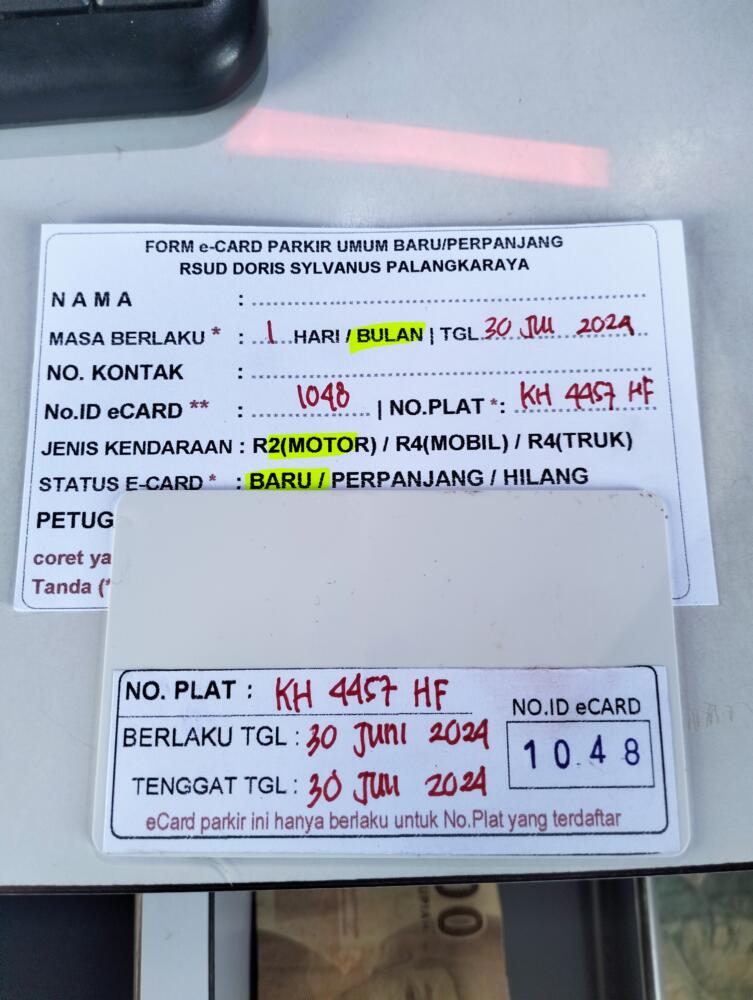 FORM e-CARD PARKIR UMUM BARU/PERPANJANG
RSUD DORIS SYLVANUS PALANGKARAYA
NAMA :
MASA BERLAKU * : 1 HARI / BULAN | TGL 30 JULI 2024
NO. KONTAK :
No.ID eCARD ** : 1048 | NO.PLAT *: KH 4457 HF
JENIS KENDARAAN : R2(MOTOR) / R4(MOBIL) / R4(TRUK)
STATUS E-CARD * : BARU / PERPANJANG / HILANG
PETUG
coret ya
Tanda (*
NO. PLAT : KH 4457 HF
NO.ID eCARD
BERLAKU TGL : 30 JUNI 2024
1048
TENGGAT TGL : 30 JULI 2024
eCard parkir ini hanya berlaku untuk No.Plat yang terdaftar
00
RUPIAH